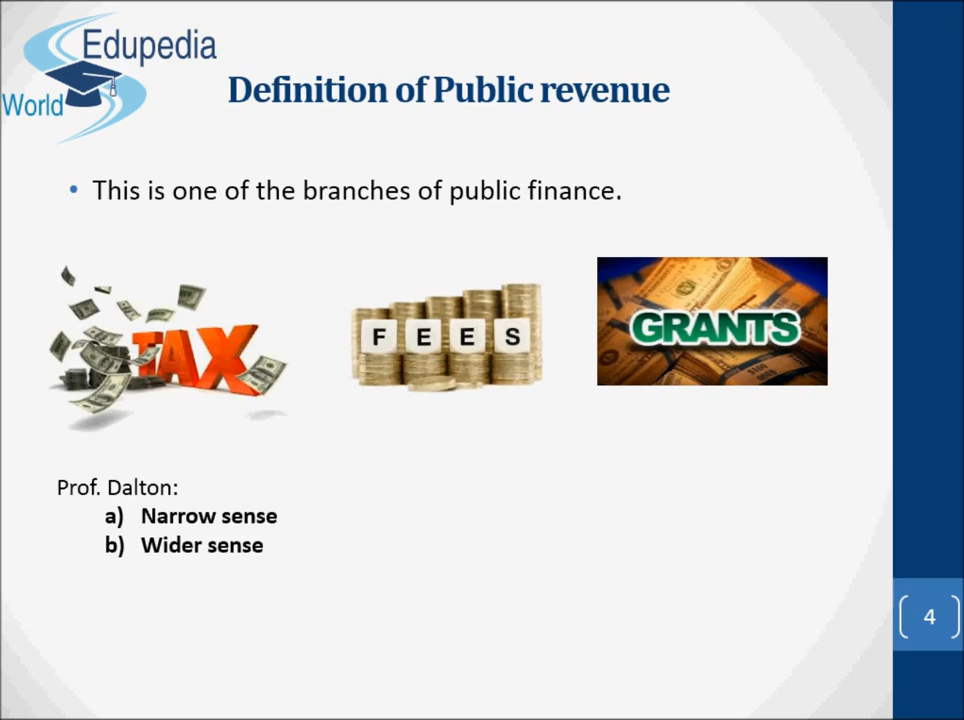 Edupedia
World
Definition of Public revenue
• This is one of the branches of public finance.
TAX
FEES
GRANTS
Prof. Dalton:
a) Narrow sense
b) Wider sense
4